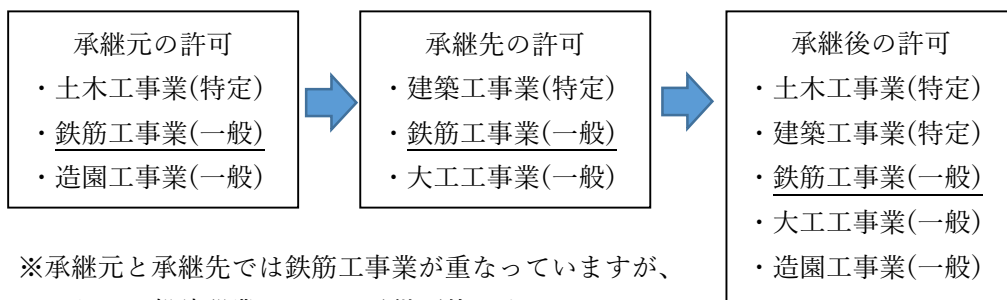 承継元の許可
・土木工事業(特定)
・鉄筋工事業(一般)
・造園工事業(一般)
承継先の許可
・建築工事業(特定)
・鉄筋工事業(一般)
・大工工事業(一般)
承継後の許可
・土木工事業(特定)
・建築工事業(特定)
・鉄筋工事業(一般)
・大工工事業(一般)
・造園工事業(一般)
※承継元と承継先では鉄筋工事業が重なっていますが、